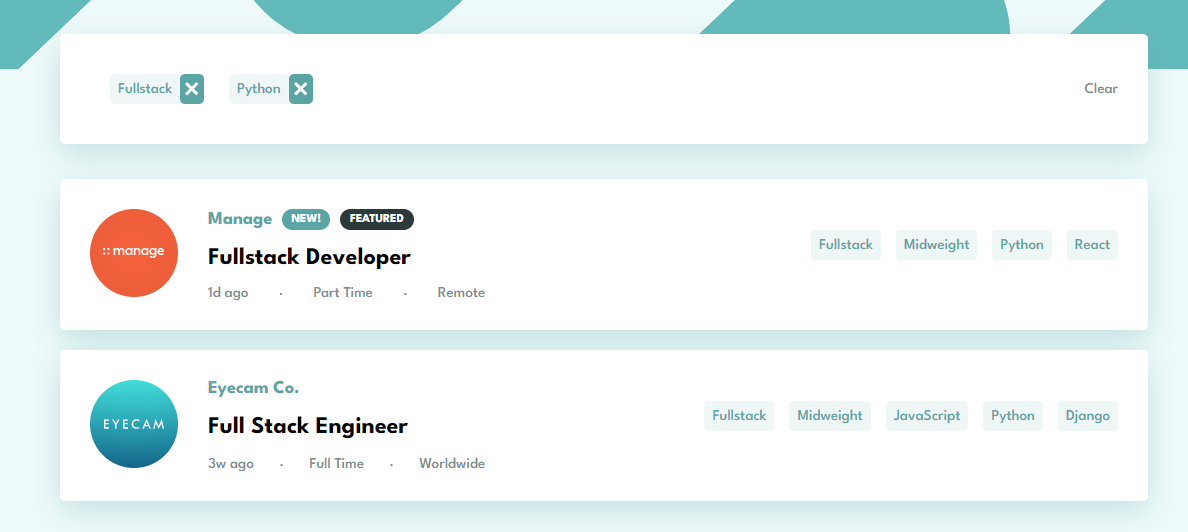 Fullstack Python Clear
Manage NEW! FEATURED
manage
Fullstack Developer
1d ago · Part Time · Remote
Fullstack Midweight Python React
Eyecam Co.
EYECAM
Full Stack Engineer
3w ago · Full Time · Worldwide
Fullstack Midweight JavaScript Python Django